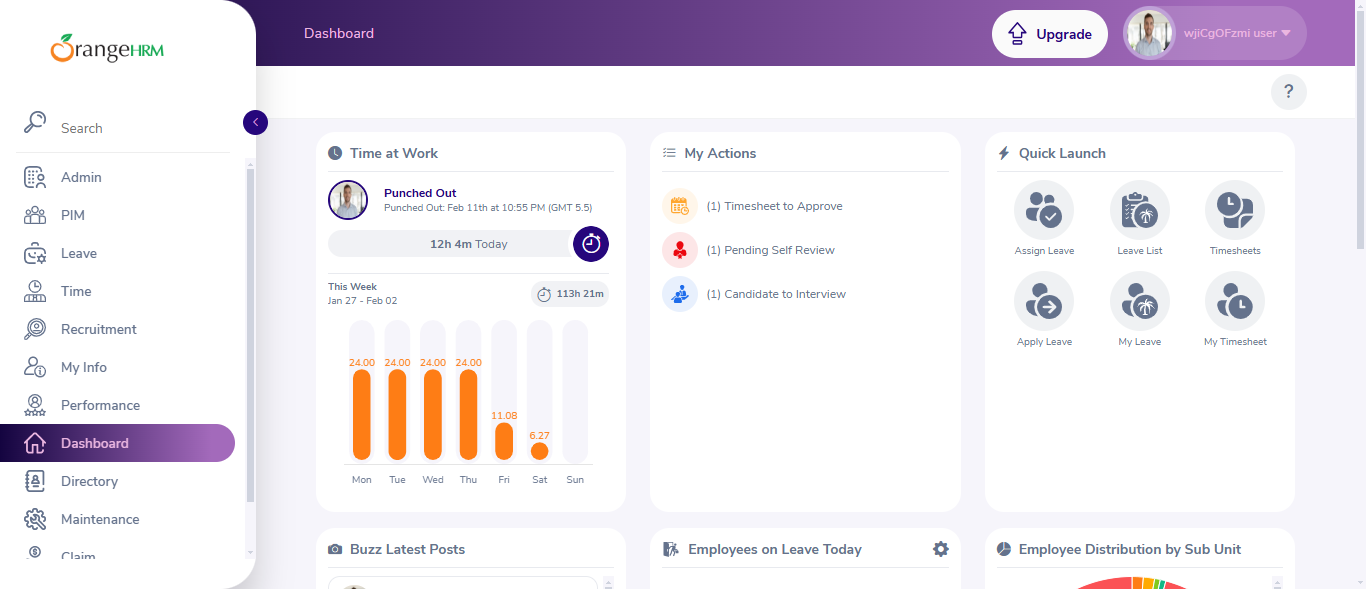 OrangeHRM
Dashboard
Upgrade
wjiCgOFzmi user
?
Search
Admin
PIM
Leave
Time
Recruitment
My Info
Performance
Dashboard
Directory
Maintenance
Claim
Time at Work
Punched Out
Punched Out: Feb 11th at 10:55 PM (GMT 5.5)
12h 4m Today
This Week
Jan 27 - Feb 02
113h 21m
24.00 24.00 24.00 24.00
11.08
6.27
Mon Tue Wed Thu Fri Sat Sun
My Actions
(1) Timesheet to Approve
(1) Pending Self Review
(1) Candidate to Interview
Quick Launch
Assign Leave Leave List Timesheets
Apply Leave My Leave My Timesheet
Buzz Latest Posts
Employees on Leave Today
Employee Distribution by Sub Unit